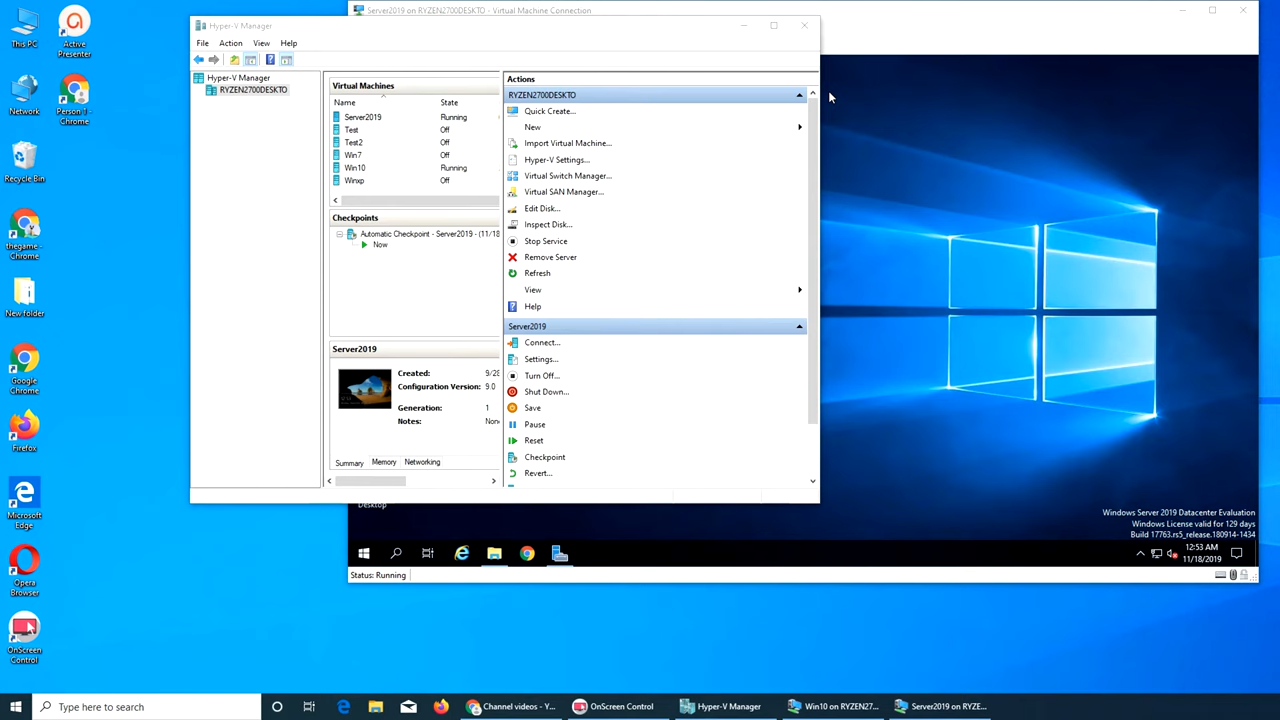 This PC
Active
Presenter
Network
Person 1 -
Chrome
Recycle Bin
thegame -
Chrome
New folder
Google
Chrome
Firefox
Microsoft
Edge
Opera
Browser
OnScreen
Control
Server2019 on RYZEN2700DESKTO - Virtual Machine Connection
Hyper-V Manager
File Action View Help
Hyper-V Manager
RYZEN2700DESKTO
Virtual Machines
Name State
Server2019 Running
Test Off
Test2 Off
Win7 Off
Win10 Running
Winxp Off
Checkpoints
Automatic Checkpoint - Server2019 - (11/18
Now
Server2019
Created: 9/28
Configuration Version: 9.0
Generation: 1
Notes: None
Summary Memory Networking
Actions
RYZEN2700DESKTO
Quick Create...
New
Import Virtual Machine...
Hyper-V Settings...
Virtual Switch Manager...
Virtual SAN Manager...
Edit Disk...
Inspect Disk...
Stop Service
Remove Server
Refresh
View
Help
Server2019
Connect...
Settings...
Turn Off...
Shut Down...
Save
Pause
Reset
Checkpoint
Revert...
Desktop
Windows Server 2019 Datacenter Evaluation
Windows License valid for 129 days
Build 17763.rs5_release.180914-1434
12:53 AM
11/18/2019
Status: Running
Type here to search
Channel videos - Y...
OnScreen Control
Hyper-V Manager
Win10 on RYZEN27...
Server2019 on RYZE...